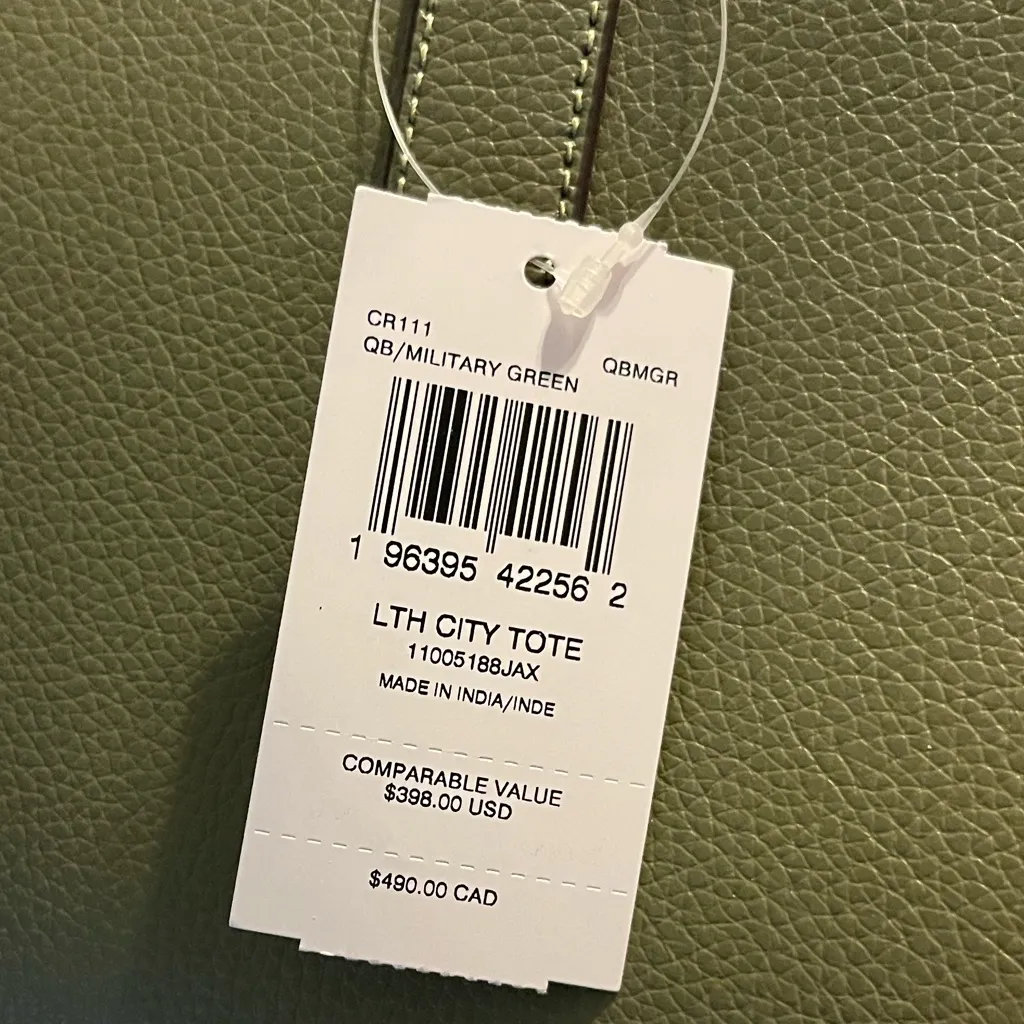 CR111
QB/MILITARY GREEN QBMGR
1 96395 42256 2
LTH CITY TOTE
11005188JAX
MADE IN INDIA/INDE
COMPARABLE VALUE
$398.00 USD
$490.00 CAD